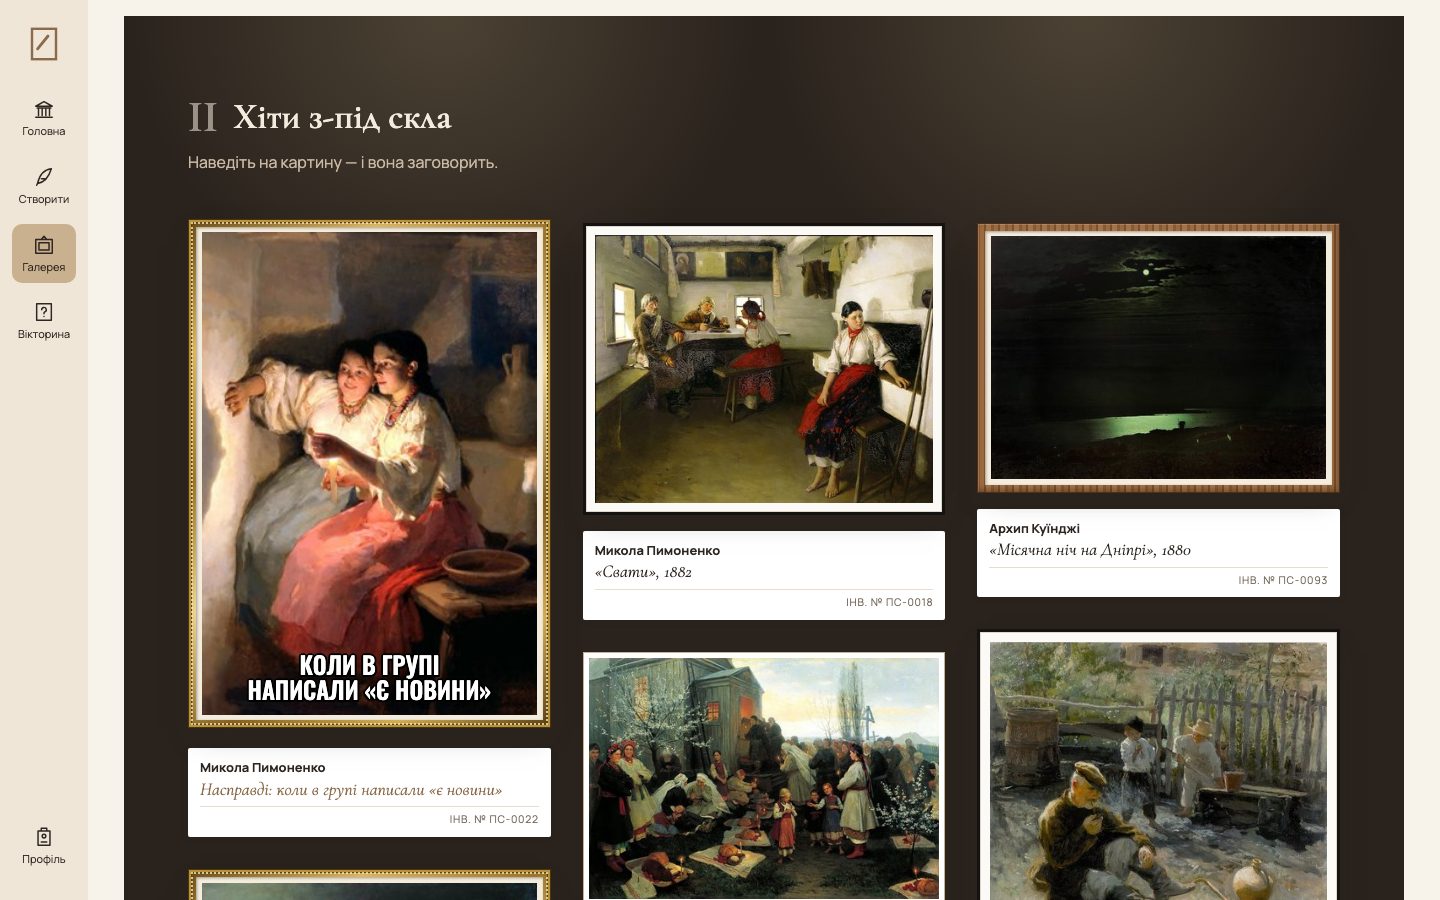 Головна
Створити
Галерея
Вікторина
Профіль
II Хіти з-під скла
Наведіть на картину — і вона заговорить.
КОЛИ В ГРУПІ
НАПИСАЛИ «Є НОВИНИ»
Микола Пимоненко
Насправді: коли в групі написали «є новини»
ІНВ. № ПС-0022
Микола Пимоненко
«Свати», 1882
ІНВ. № ПС-0018
Архип Куїнджі
«Місячна ніч на Дніпрі», 1880
ІНВ. № ПС-0093